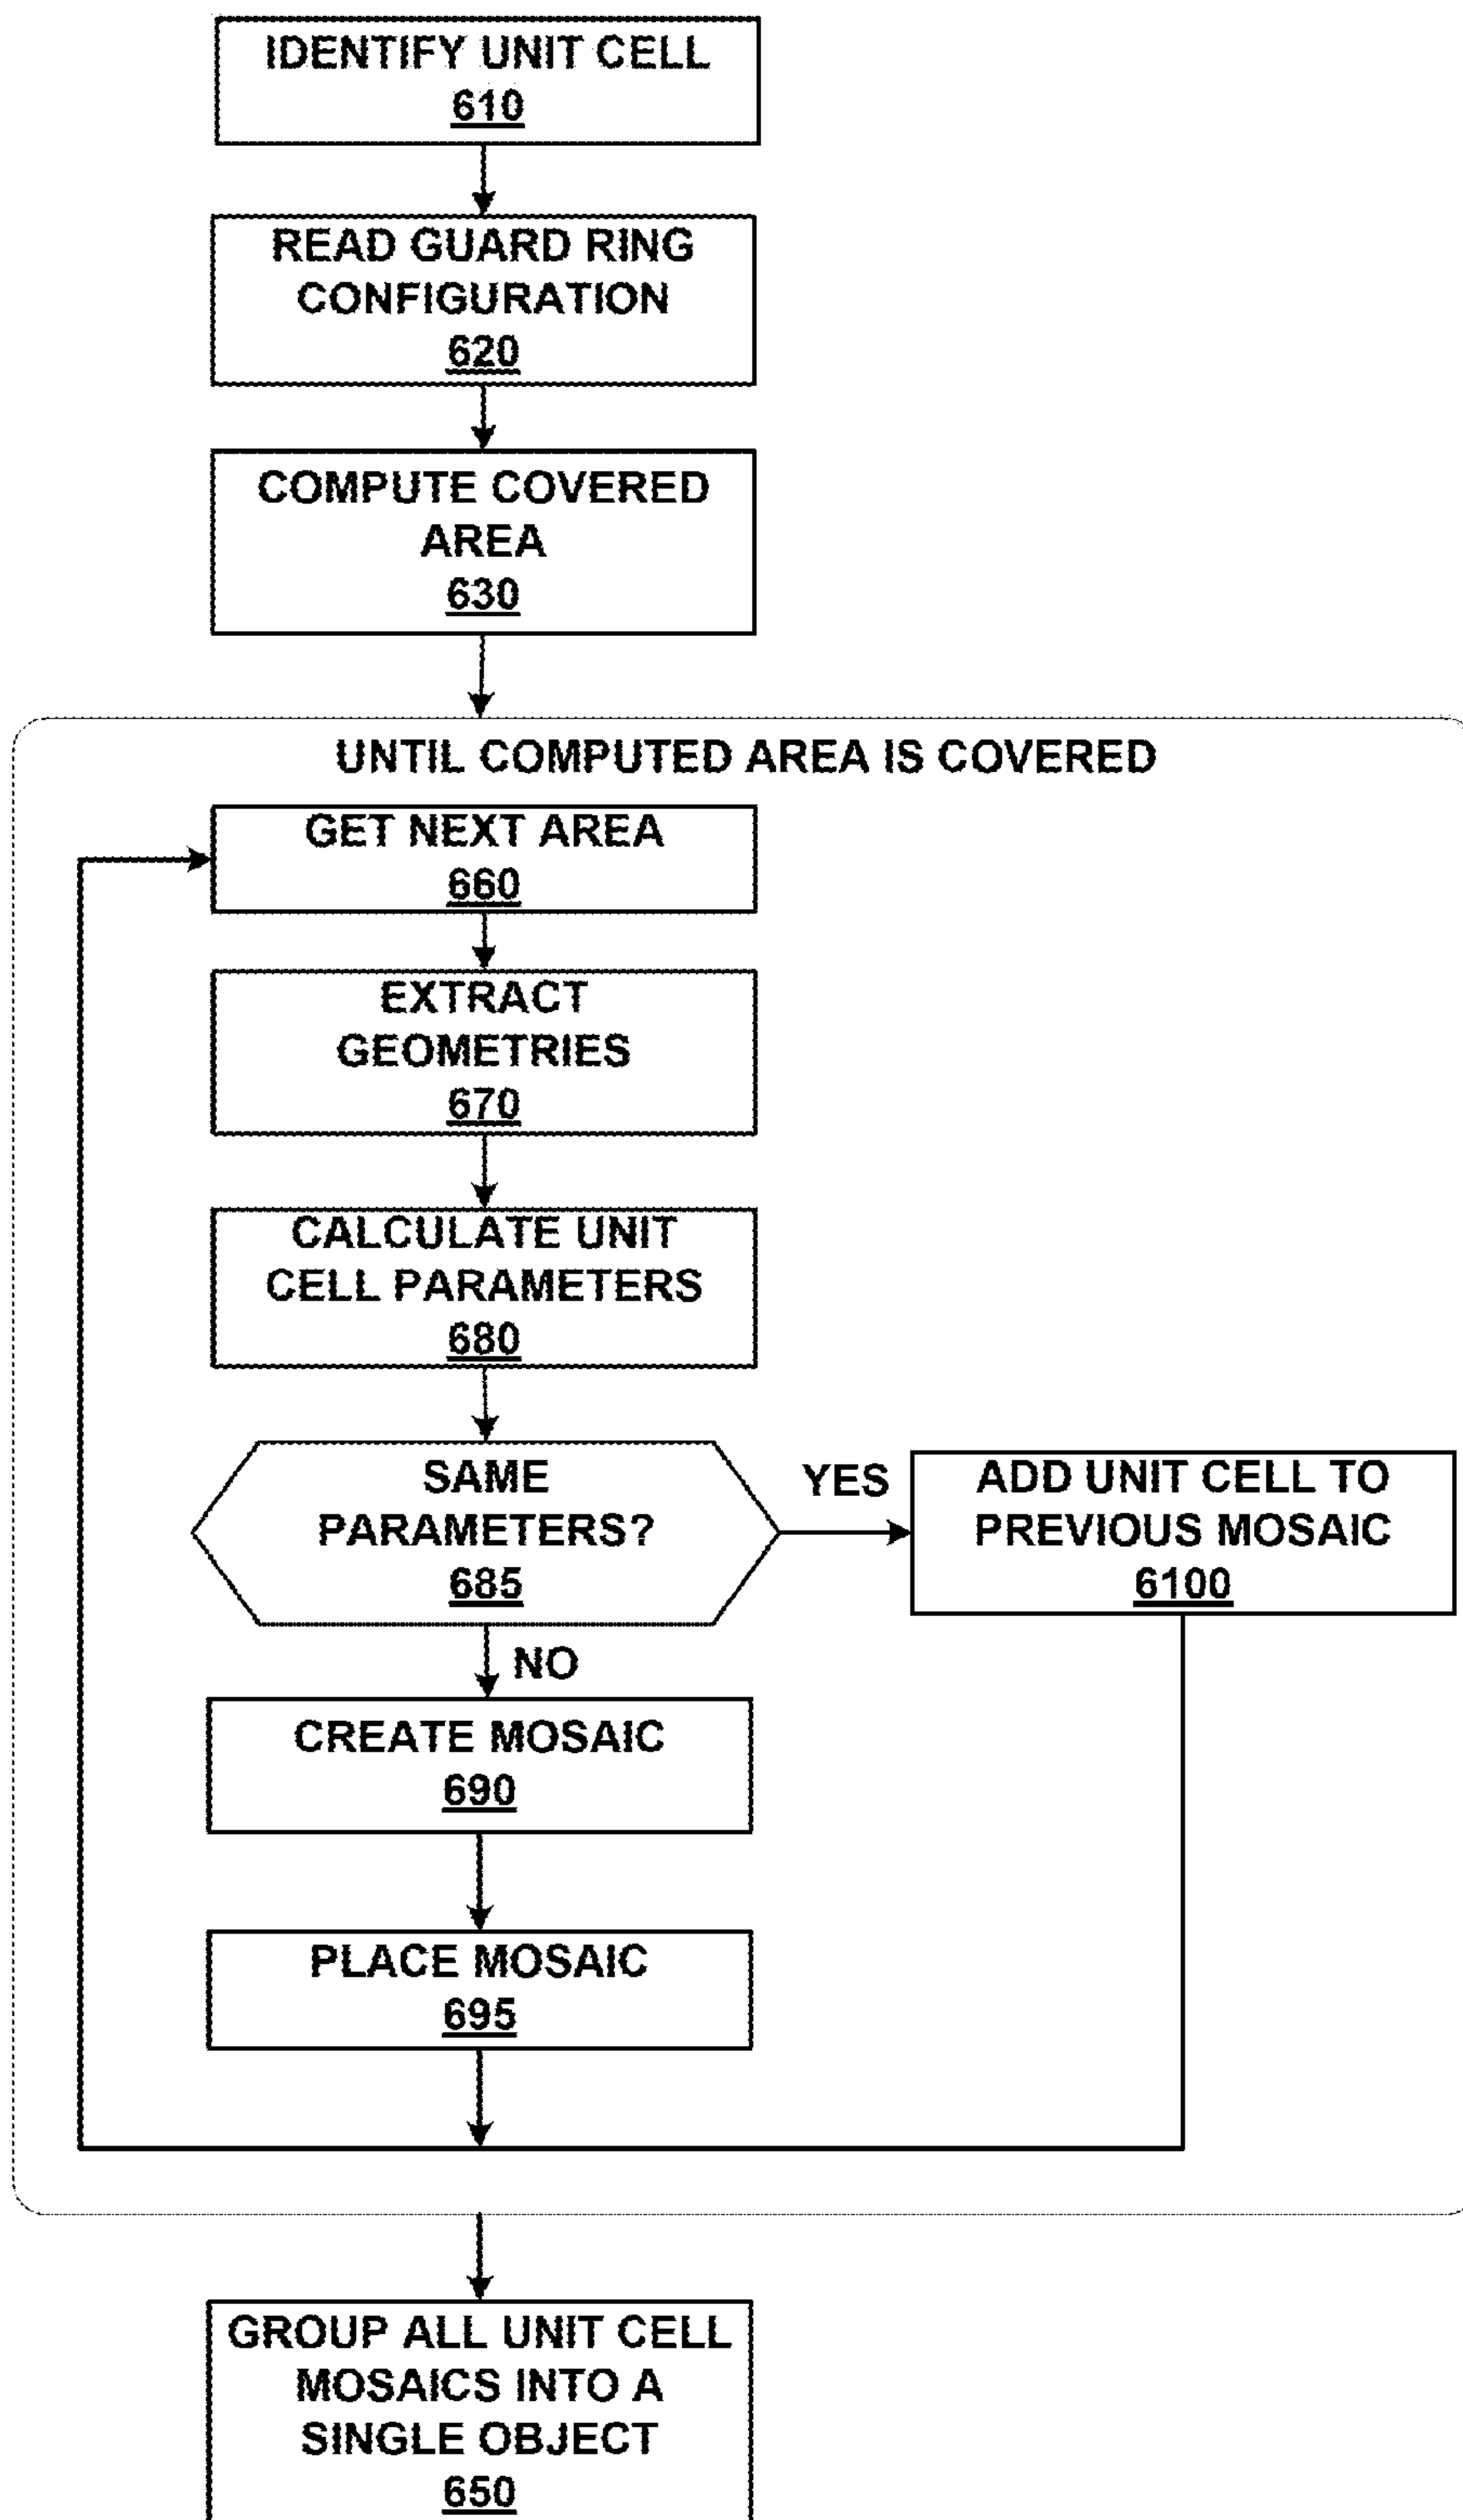 IDENTIFY UNIT CELL
610
READ GUARD RING
CONFIGURATION
620
COMPUTE COVERED
AREA
630
UNTIL COMPUTED AREA IS COVERED
GET NEXT AREA
660
EXTRACT
GEOMETRIES
670
CALCULATE UNIT
CELL PARAMETERS
680
SAME
PARAMETERS?
685
YES
ADD UNIT CELL TO
PREVIOUS MOSAIC
6100
NO
CREATE MOSAIC
690
PLACE MOSAIC
695
GROUP ALL UNIT CELL
MOSAICS INTO A
SINGLE OBJECT
650